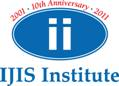 2001 · 10th Anniversary · 2011
ii
IJIS Institute